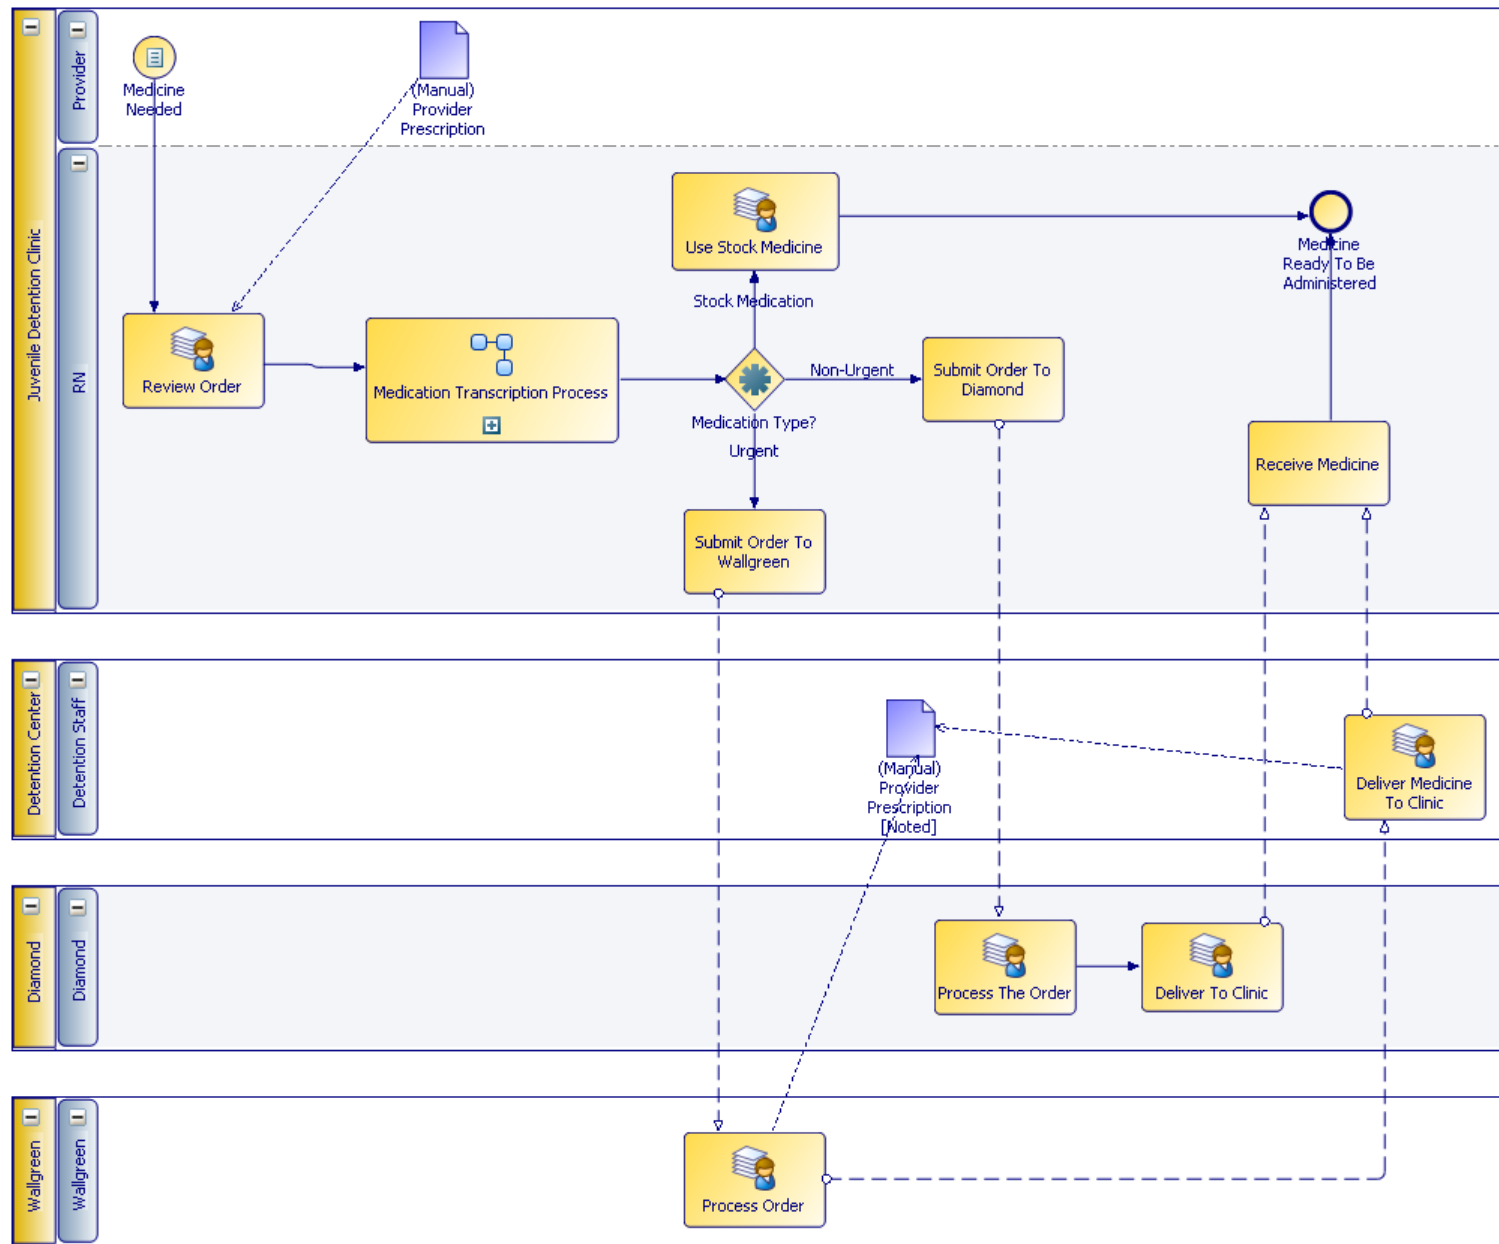 Juvenile Detention Clinic
Provider
Medicine
Needed
(Manual)
Provider
Prescription
RN
Use Stock Medicine
Medicine
Ready To Be
Administered
Stock Medication
Review Order
Medication Transcription Process
Non-Urgent
Submit Order To
Diamond
Medication Type?
Urgent
Receive Medicine
Submit Order To
Wallgreen
Detention Center
Detention Staff
(Manual)
Provider
Prescription
[Noted]
Deliver Medicine
To Clinic
Diamond
Diamond
Process The Order
Deliver To Clinic
Wallgreen
Wallgreen
Process Order